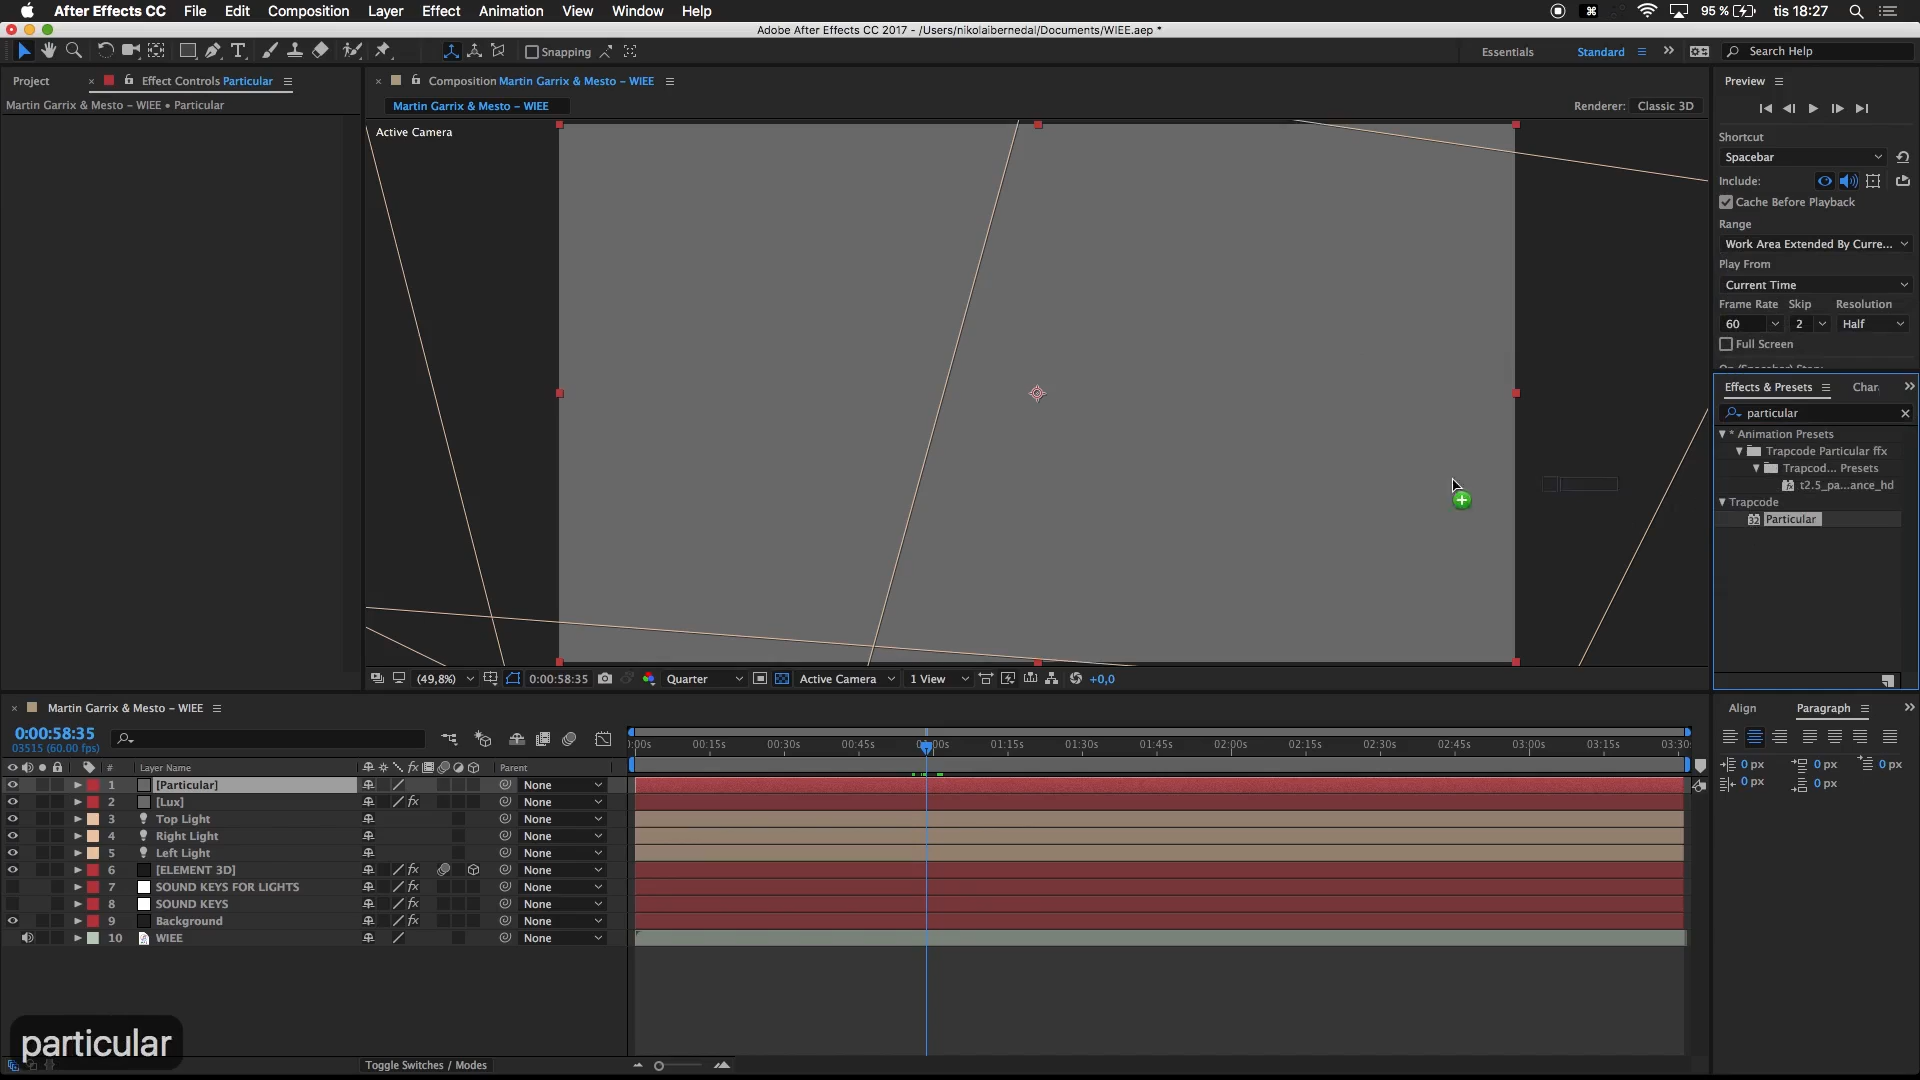 After Effects CC File Edit Composition Layer Effect Animation View Window Help 95 % tis 18:27
Adobe After Effects CC 2017 - /Users/nikolaibernedal/Documents/WIEE.aep *
Snapping Essentials Standard Search Help
Project Effect Controls Particular
Martin Garrix & Mesto – WIEE • Particular
Composition Martin Garrix & Mesto – WIEE
Martin Garrix & Mesto – WIEE
Renderer: Classic 3D
Active Camera
Preview
Shortcut
Spacebar
Include:
Cache Before Playback
Range
Work Area Extended By Curre...
Play From
Current Time
Frame Rate Skip Resolution
60 2 Half
Full Screen
Effects & Presets Char
particular
* Animation Presets
Trapcode Particular ffx
Trapcod... Presets
t2.5_pa...ance_hd
Trapcode
32 Particular
(49,8%) 0:00:58:35 Quarter Active Camera 1 View +0,0
Martin Garrix & Mesto – WIEE
0:00:58:35
03515 (60.00 fps)
# Layer Name fx Parent
):00s 00:15s 00:30s 00:45s 01:00s 01:15s 01:30s 01:45s 02:00s 02:15s 02:30s 02:45s 03:00s 03:15s 03:30
1 [Particular] None
2 [Lux] fx None
3 Top Light None
4 Right Light None
5 Left Light None
6 [ELEMENT 3D] fx None
7 SOUND KEYS FOR LIGHTS fx None
8 SOUND KEYS fx None
9 Background fx None
10 WIEE None
Align Paragraph
0 px 0 px 0 px
0 px 0 px
particular
Toggle Switches / Modes